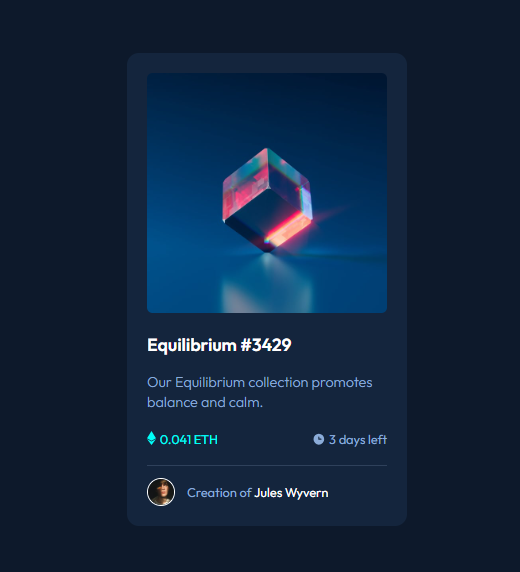 Equilibrium #3429
Our Equilibrium collection promotes
balance and calm.
0.041 ETH
3 days left
Creation of Jules Wyvern